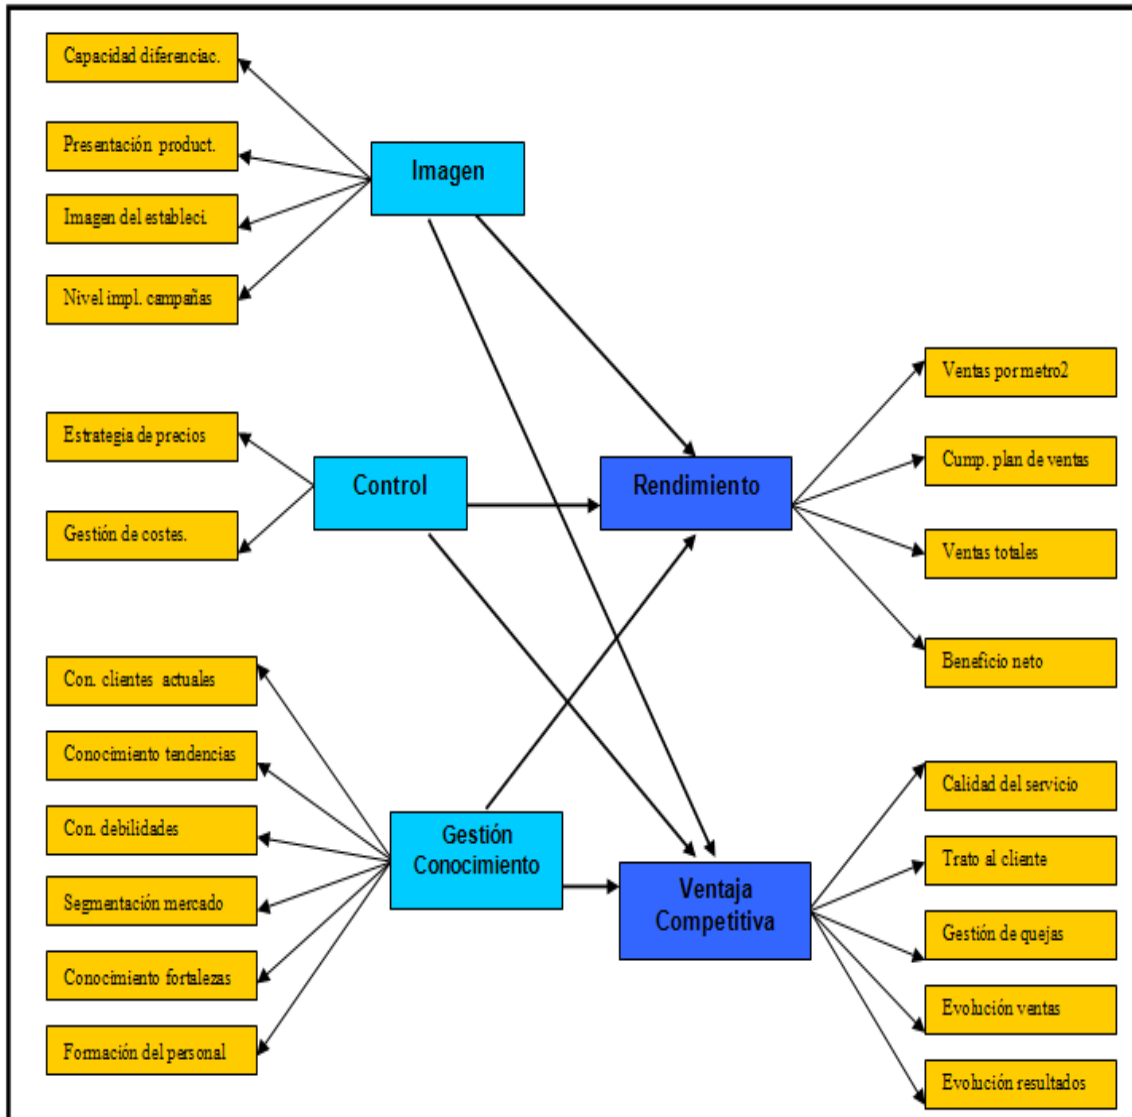 Capacidad diferenciac.
Presentación product.
Imagen del estableci.
Nivel impl. campañas
Imagen
Estrategia de precios
Gestión de costes.
Control
Rendimiento
Ventas por metro2
Cump. plan de ventas
Ventas totales
Beneficio neto
Con. clientes actuales
Conocimiento tendencias
Con. debilidades
Segmentación mercado
Conocimiento fortalezas
Formación del personal
Gestión
Conocimiento
Ventaja
Competitiva
Calidad del servicio
Trato al cliente
Gestión de quejas
Evolución ventas
Evolución resultados